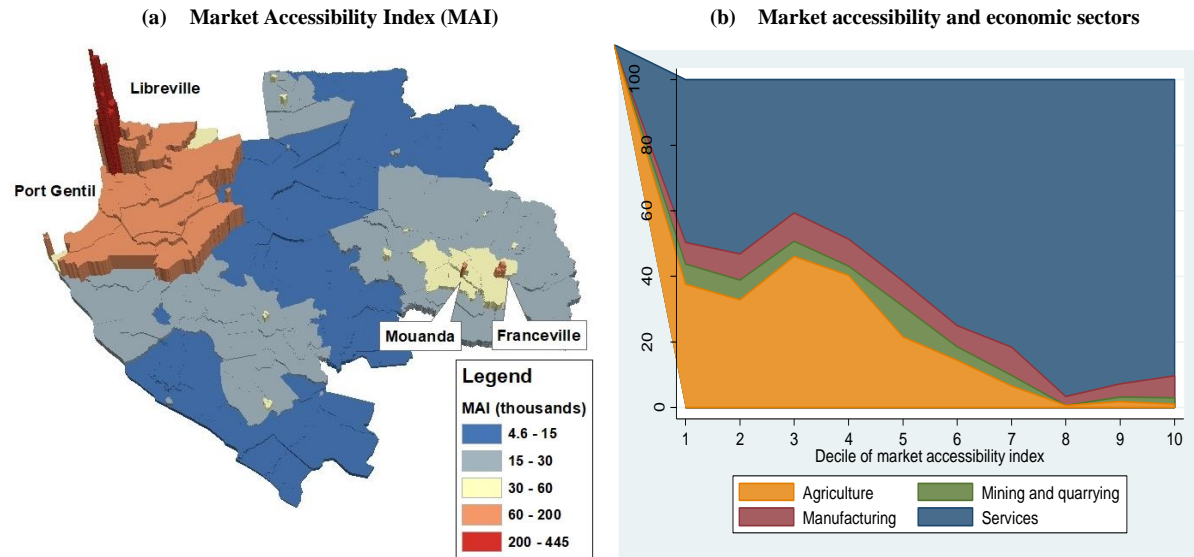 (a) Market Accessibility Index (MAI)
Libreville
Port Gentil
Mouanda
Franceville
Legend
MAI (thousands)
4.6 - 15
15 - 30
30 - 60
60 - 200
200 - 445
(b) Market accessibility and economic sectors
100
80
60
40
20
0
1 2 3 4 5 6 7 8 9 10
Decile of market accessibility index
Agriculture Mining and quarrying
Manufacturing Services